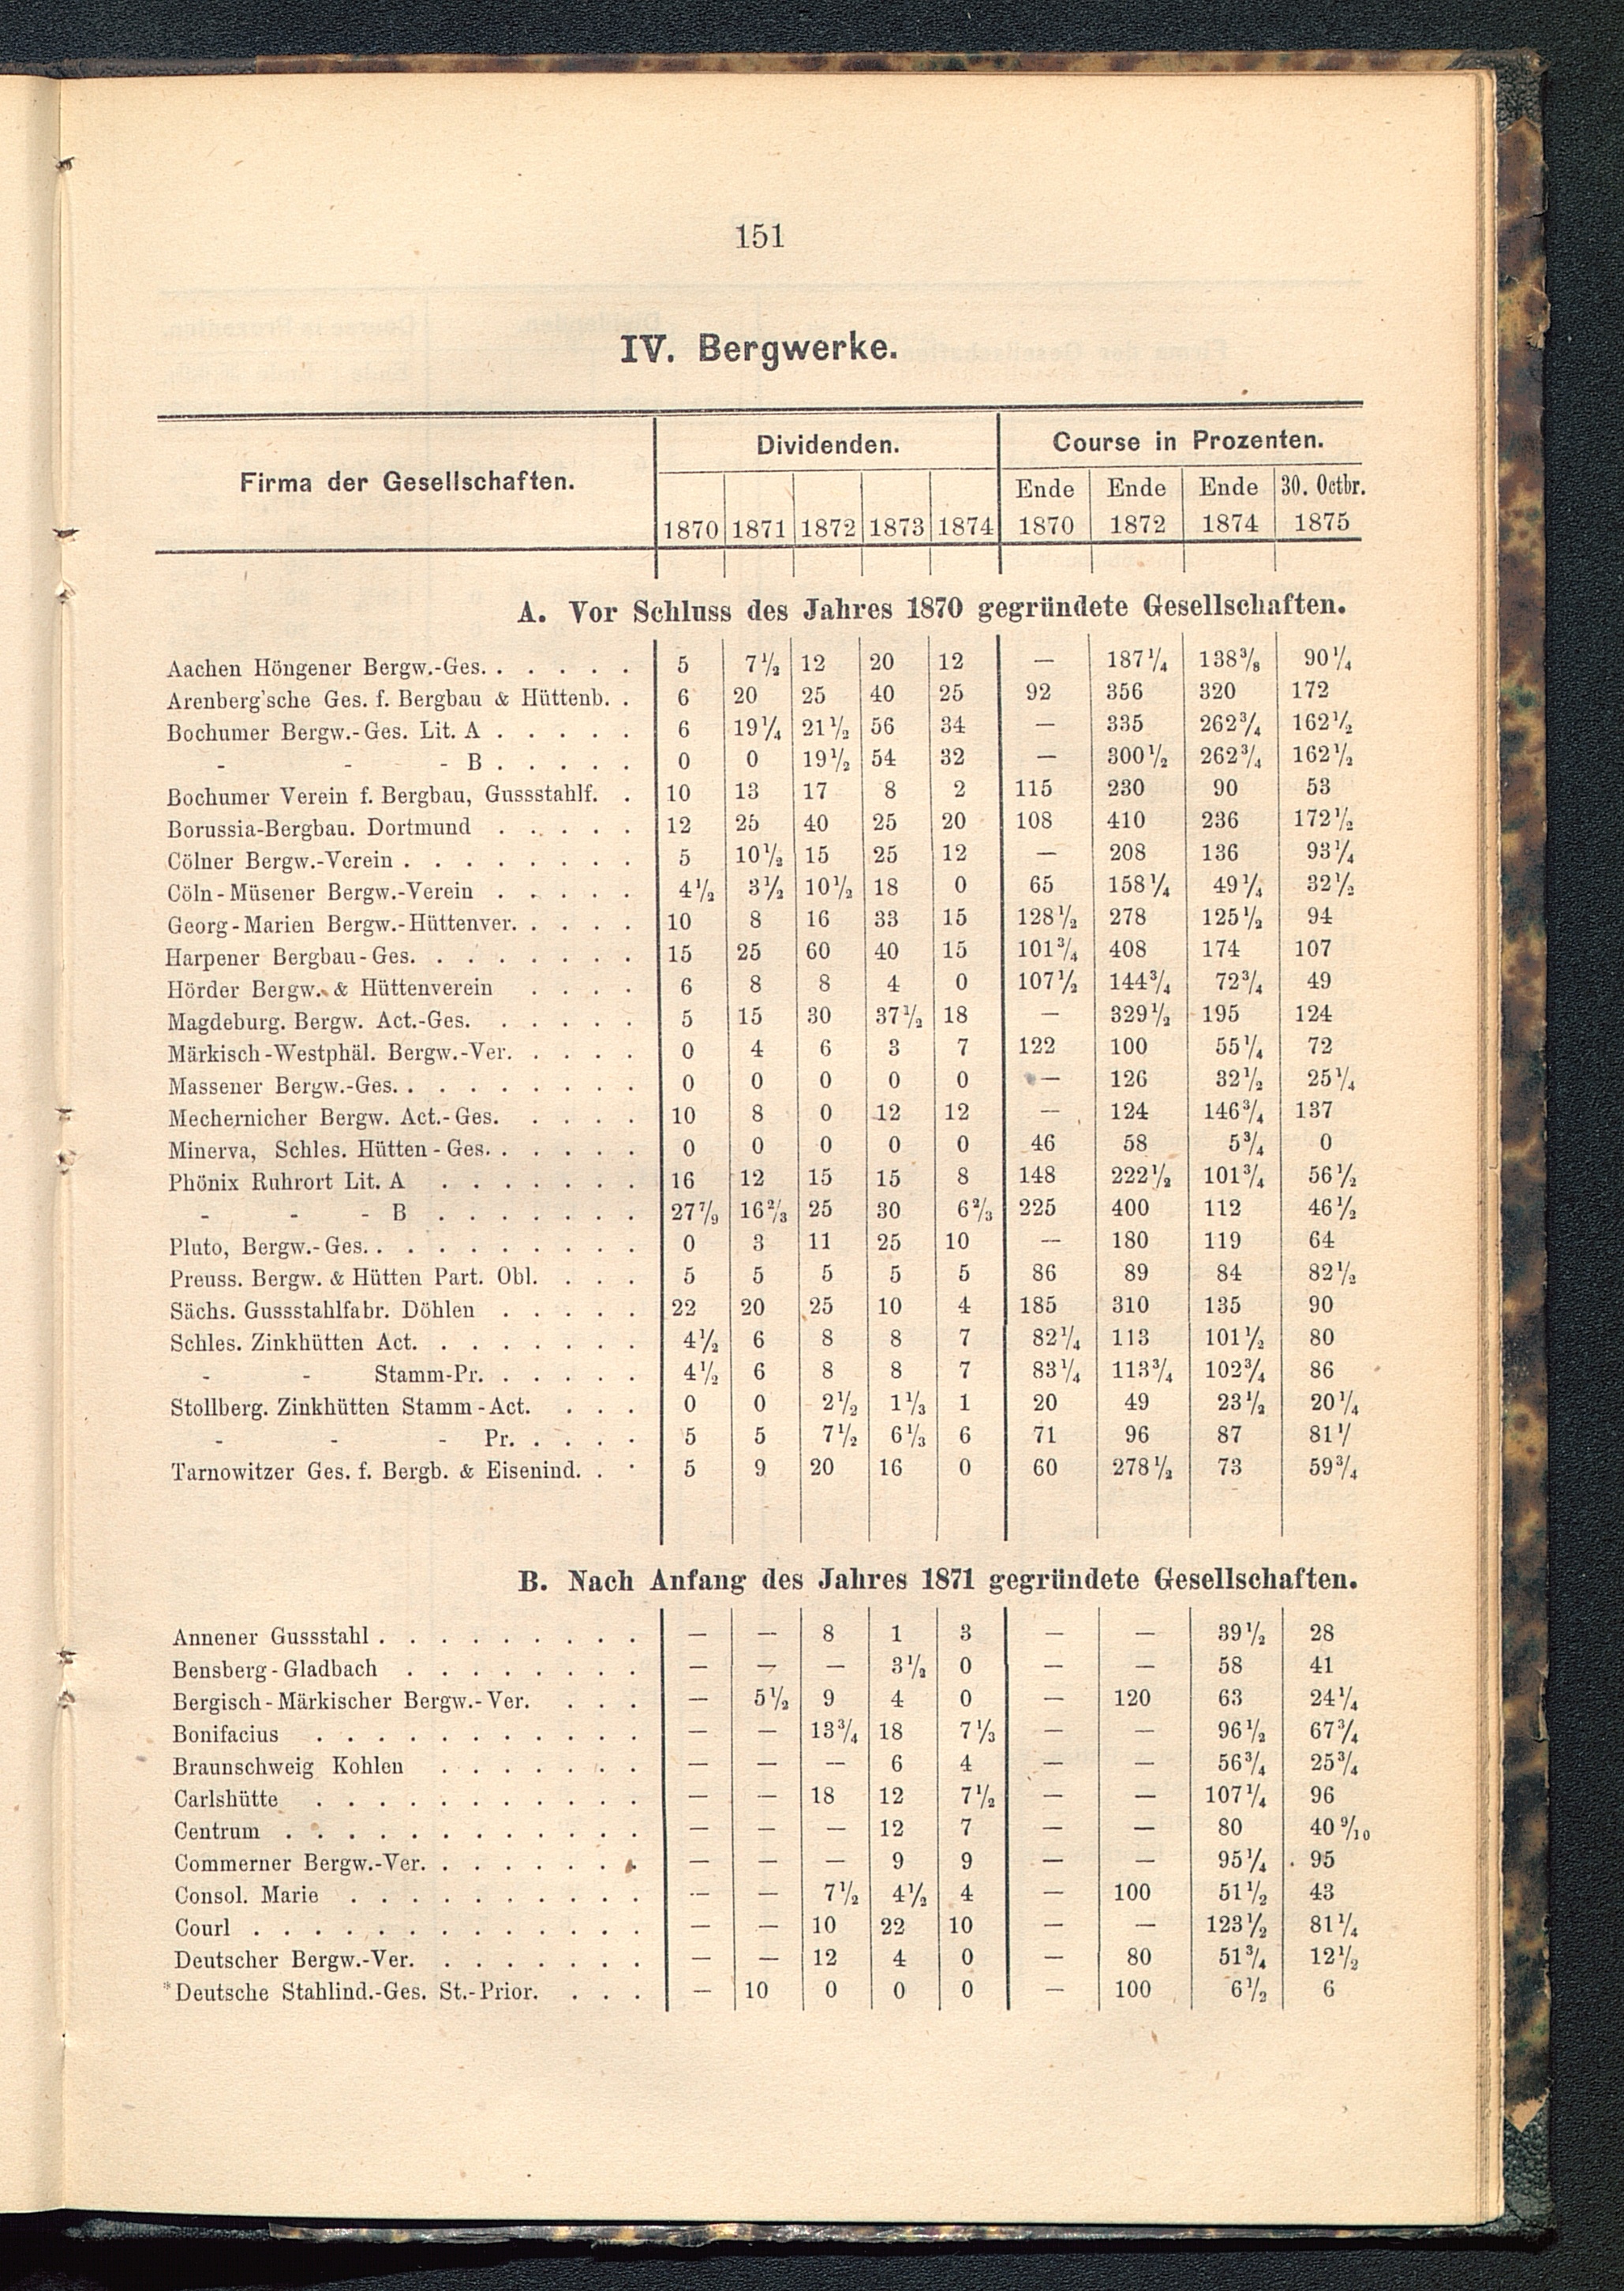 151
IV. Bergwerke.
Firma der Gesellschaften. Dividenden. Course in Prozenten.
Ende Ende Ende 30. Octbr.
1870 1871 1872 1873 1874 1870 1872 1874 1875
A. Vor Schluss des Jahres 1870 gegründete Gesellschaften.
Aachen Höngener Bergw.-Ges. . . . . . 5 7½ 12 20 12 — 187¼ 138⅜ 90¼
Arenberg'sche Ges. f. Bergbau & Hüttenb. . 6 20 25 40 25 92 356 320 172
Bochumer Bergw.-Ges. Lit. A . . . . . 6 19¼ 21½ 56 34 — 335 262¾ 162½
- - - B . . . . . 0 0 19½ 54 32 — 300½ 262¾ 162½
Bochumer Verein f. Bergbau, Gussstahlf. . 10 13 17 8 2 115 230 90 53
Borussia-Bergbau. Dortmund . . . . . 12 25 40 25 20 108 410 236 172½
Cölner Bergw.-Verein . . . . . . . . 5 10½ 15 25 12 — 208 136 93¼
Cöln-Müsener Bergw.-Verein . . . . . 4½ 3½ 10½ 18 0 65 158¼ 49¼ 32½
Georg-Marien Bergw.-Hüttenver. . . . . 10 8 16 33 15 128½ 278 125½ 94
Harpener Bergbau-Ges. . . . . . . . 15 25 60 40 15 101¾ 408 174 107
Hörder Bergw. & Hüttenverein . . . . 6 8 8 4 0 107½ 144¾ 72¾ 49
Magdeburg. Bergw. Act.-Ges. . . . . . 5 15 30 37½ 18 — 329½ 195 124
Märkisch-Westphäl. Bergw.-Ver. . . . . 0 4 6 3 7 122 100 55¼ 72
Massener Bergw.-Ges. . . . . . . . . 0 0 0 0 0 — 126 32½ 25¼
Mechernicher Bergw. Act.-Ges. . . . . 10 8 0 12 12 — 124 146¾ 137
Minerva, Schles. Hütten-Ges. . . . . . 0 0 0 0 0 46 58 5¾ 0
Phönix Ruhrort Lit. A . . . . . . . 16 12 15 15 8 148 222½ 101¾ 56½
- - - B . . . . . . . 27⁷/₉ 16⅔ 25 30 6⅔ 225 400 112 46½
Pluto, Bergw.-Ges. . . . . . . . . . 0 3 11 25 10 — 180 119 64
Preuss. Bergw. & Hütten Part. Obl. . . . 5 5 5 5 5 86 89 84 82½
Sächs. Gussstahlfabr. Döhlen . . . . . 22 20 25 10 4 185 310 135 90
Schles. Zinkhütten Act. . . . . . . . 4½ 6 8 8 7 82¼ 113 101½ 80
- - Stamm-Pr. . . . . . 4½ 6 8 8 7 83¼ 113¾ 102¾ 86
Stollberg. Zinkhütten Stamm-Act. . . . 0 0 2½ 1⅓ 1 20 49 23½ 20¼
- - - Pr. . . . . 5 5 7½ 6⅓ 6 71 96 87 81
Tarnowitzer Ges. f. Bergb. & Eisenind. . . 5 9 20 16 0 60 278½ 73 59¾
B. Nach Anfang des Jahres 1871 gegründete Gesellschaften.
Annener Gussstahl . . . . . . . . . — — 8 1 3 — — 39½ 28
Bensberg-Gladbach . . . . . . . . — — — 3½ 0 — — 58 41
Bergisch-Märkischer Bergw.-Ver. . . . — 5½ 9 4 0 — 120 63 24¼
Bonifacius . . . . . . . . . . . — — 13¾ 18 7⅓ — — 96½ 67¾
Braunschweig Kohlen . . . . . . . — — — 6 4 — — 56¾ 25¾
Carlshütte . . . . . . . . . . . — — 18 12 7½ — — 107¼ 96
Centrum . . . . . . . . . . . . — — — 12 7 — — 80 40⁹/₁₀
Commerner Bergw.-Ver. . . . . . . . — — — 9 9 — — 95¼ 95
Consol. Marie . . . . . . . . . . — — 7½ 4½ 4 — 100 51½ 43
Courl . . . . . . . . . . . . . . — — 10 22 10 — — 123½ 81¼
Deutscher Bergw.-Ver. . . . . . . . — — 12 4 0 — 80 51¾ 12½
*Deutsche Stahlind.-Ges. St.-Prior. . . . — 10 0 0 0 — 100 6½ 6